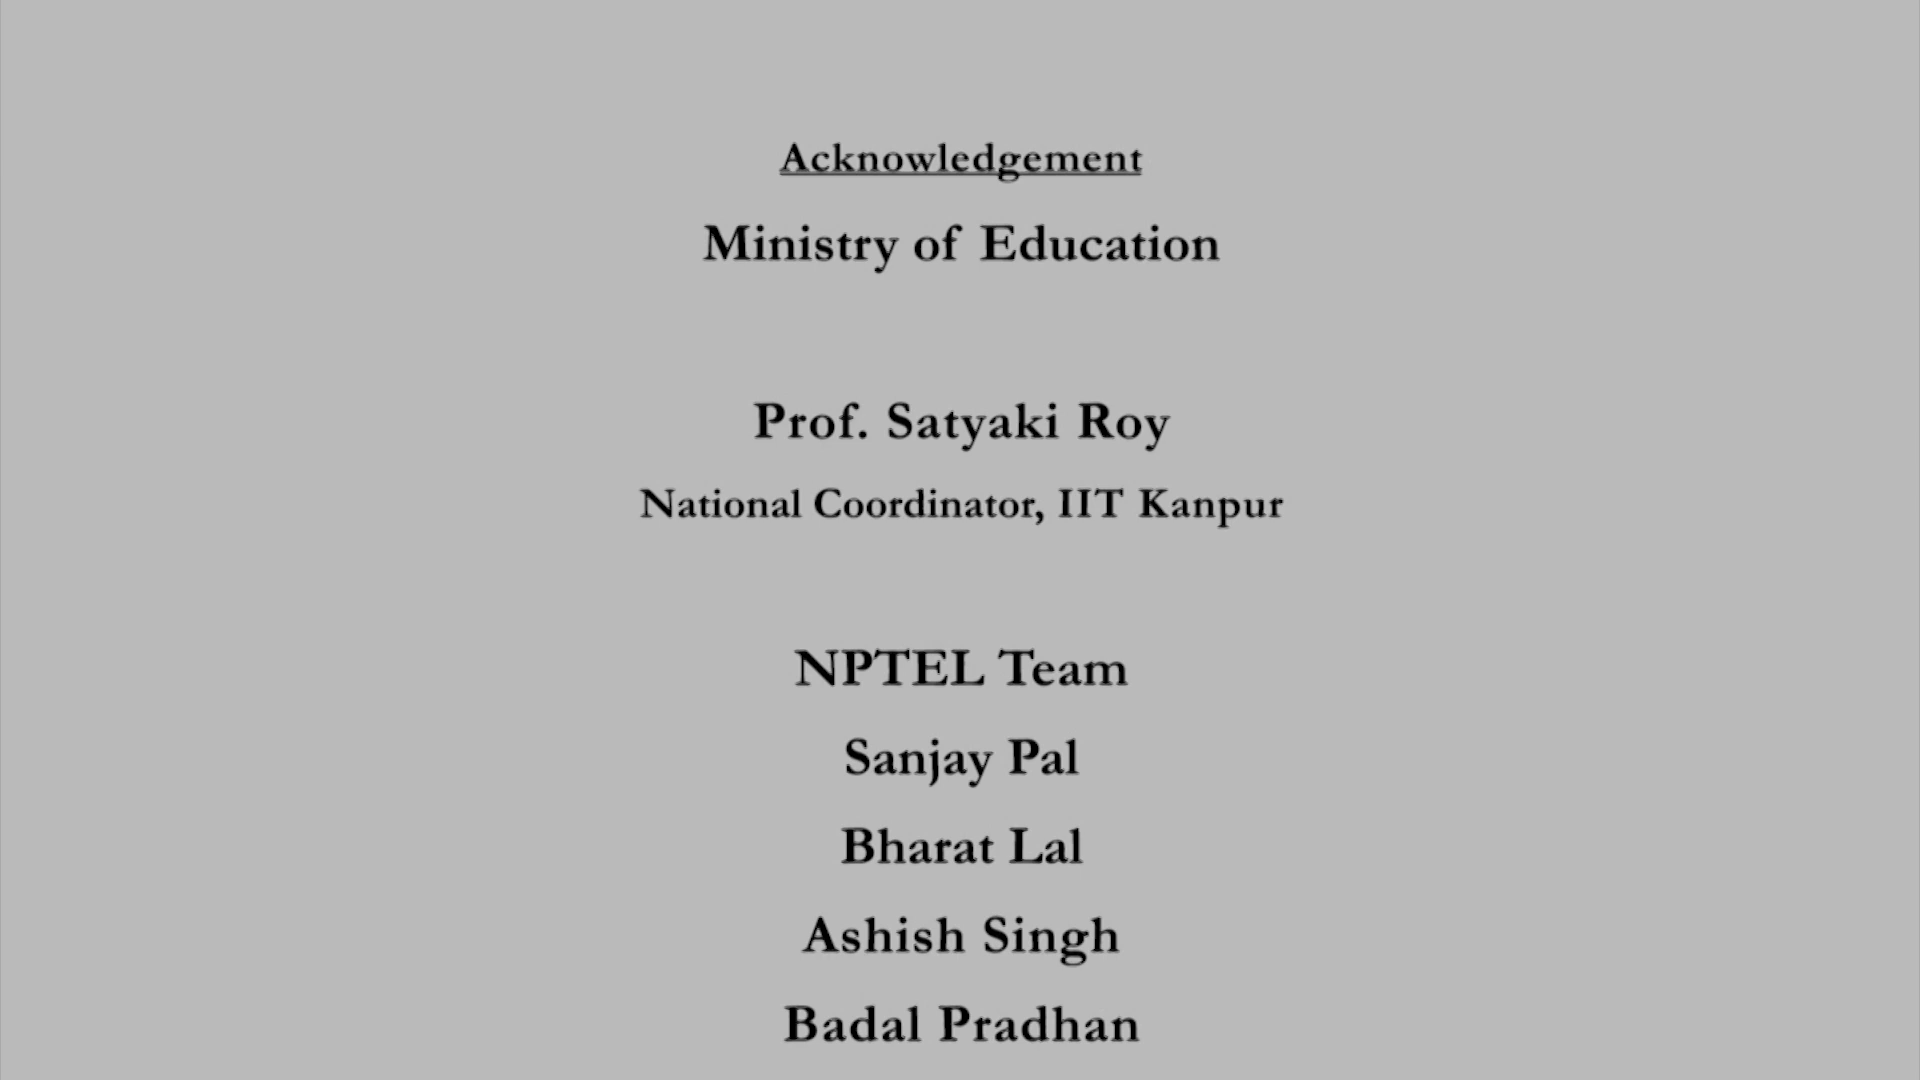 Acknowledgement
Ministry of Education
Prof. Satyaki Roy
National Coordinator, IIT Kanpur
NPTEL Team
Sanjay Pal
Bharat Lal
Ashish Singh
Badal Pradhan